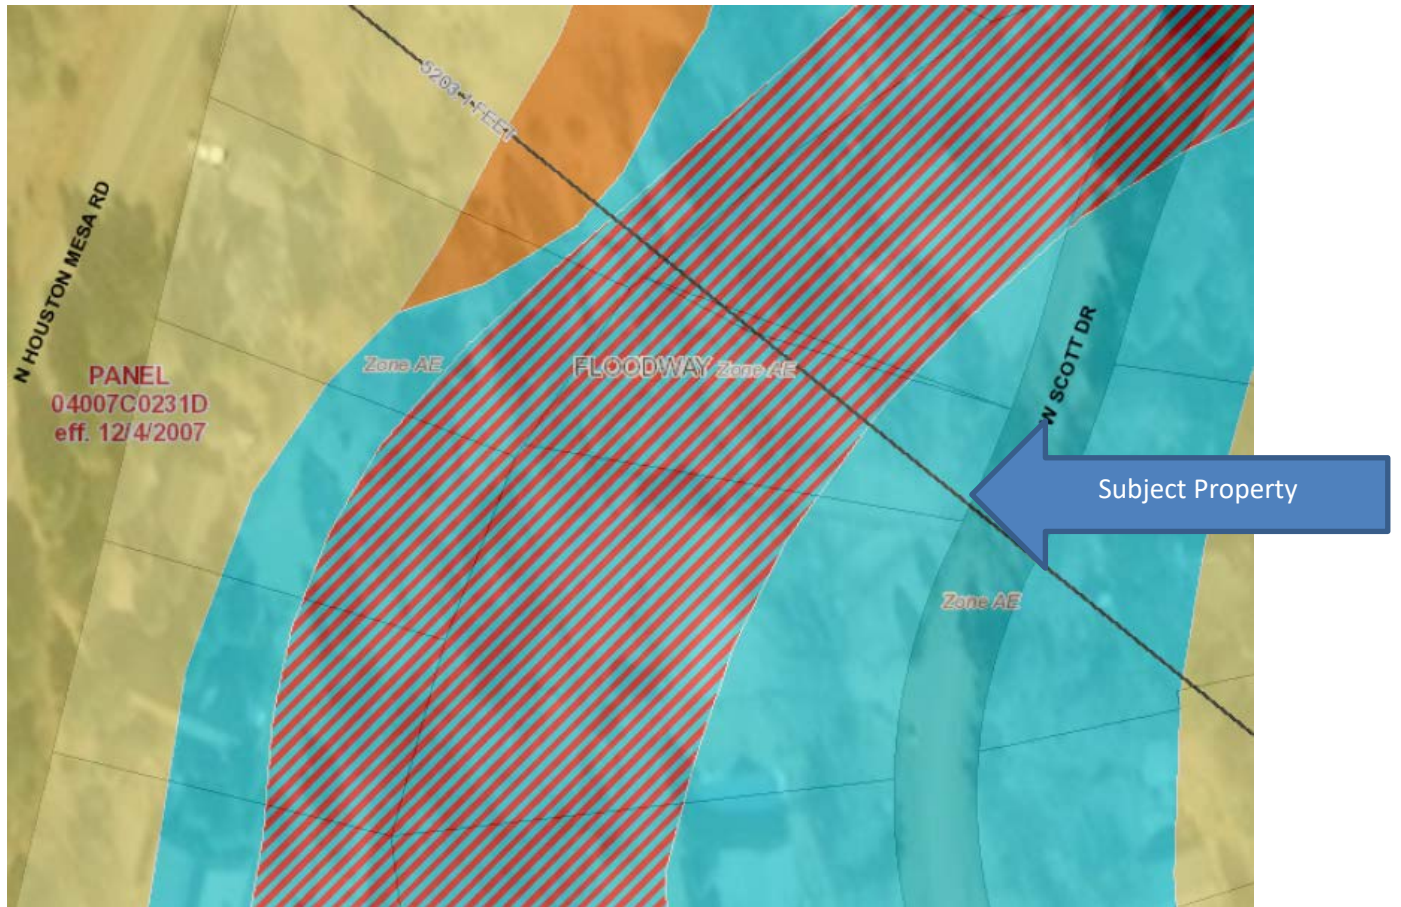 5203.4 FEET
N HOUSTON MESA RD
Zone AE
FLOODWAY Zone AE
W SCOTT DR
PANEL
04007C0231D
eff. 12/4/2007
Subject Property
Zone AE